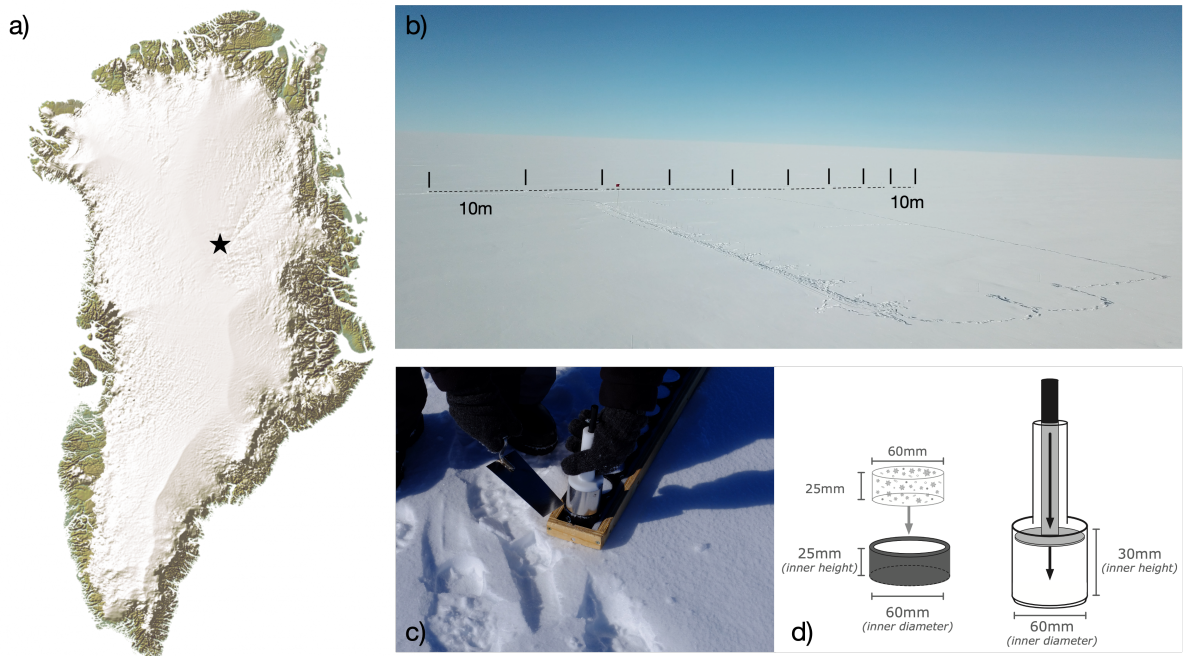 a)
b)
10m
10m
c)
60mm
25mm
25mm
(inner height)
60mm
(inner diameter)
30mm
(inner height)
60mm
(inner diameter)
d)